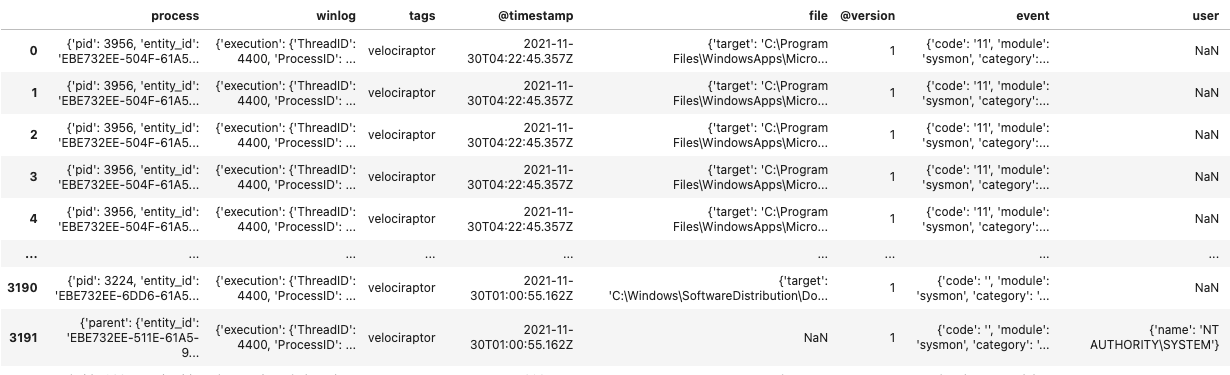 process winlog tags @timestamp file @version event user
0 {'pid': 3956, 'entity_id': 'EBE732EE-504F-61A5... {'execution': {'ThreadID': 4400, 'ProcessID': ... velociraptor 2021-11-30T04:22:45.357Z {'target': 'C:\Program Files\WindowsApps\Micro... 1 {'code': '11', 'module': 'sysmon', 'category':... NaN
1 {'pid': 3956, 'entity_id': 'EBE732EE-504F-61A5... {'execution': {'ThreadID': 4400, 'ProcessID': ... velociraptor 2021-11-30T04:22:45.357Z {'target': 'C:\Program Files\WindowsApps\Micro... 1 {'code': '11', 'module': 'sysmon', 'category':... NaN
2 {'pid': 3956, 'entity_id': 'EBE732EE-504F-61A5... {'execution': {'ThreadID': 4400, 'ProcessID': ... velociraptor 2021-11-30T04:22:45.357Z {'target': 'C:\Program Files\WindowsApps\Micro... 1 {'code': '11', 'module': 'sysmon', 'category':... NaN
3 {'pid': 3956, 'entity_id': 'EBE732EE-504F-61A5... {'execution': {'ThreadID': 4400, 'ProcessID': ... velociraptor 2021-11-30T04:22:45.357Z {'target': 'C:\Program Files\WindowsApps\Micro... 1 {'code': '11', 'module': 'sysmon', 'category':... NaN
4 {'pid': 3956, 'entity_id': 'EBE732EE-504F-61A5... {'execution': {'ThreadID': 4400, 'ProcessID': ... velociraptor 2021-11-30T04:22:45.357Z {'target': 'C:\Program Files\WindowsApps\Micro... 1 {'code': '11', 'module': 'sysmon', 'category':... NaN
... ... ... ... ... ... ... ... ...
3190 {'pid': 3224, 'entity_id': 'EBE732EE-6DD6-61A5... {'execution': {'ThreadID': 4400, 'ProcessID': ... velociraptor 2021-11-30T01:00:55.162Z {'target': 'C:\Windows\SoftwareDistribution\Do... 1 {'code': '', 'module': 'sysmon', 'category': '... NaN
3191 {'parent': {'entity_id': 'EBE732EE-511E-61A5-9... {'execution': {'ThreadID': 4400, 'ProcessID': ... velociraptor 2021-11-30T01:00:55.162Z NaN 1 {'code': '', 'module': 'sysmon', 'category': '... {'name': 'NT AUTHORITY\SYSTEM'}